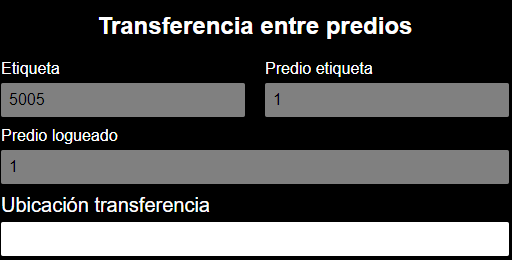 Transferencia entre predios
Etiqueta
Predio etiqueta
5005
1
Predio logueado
1
Ubicación transferencia